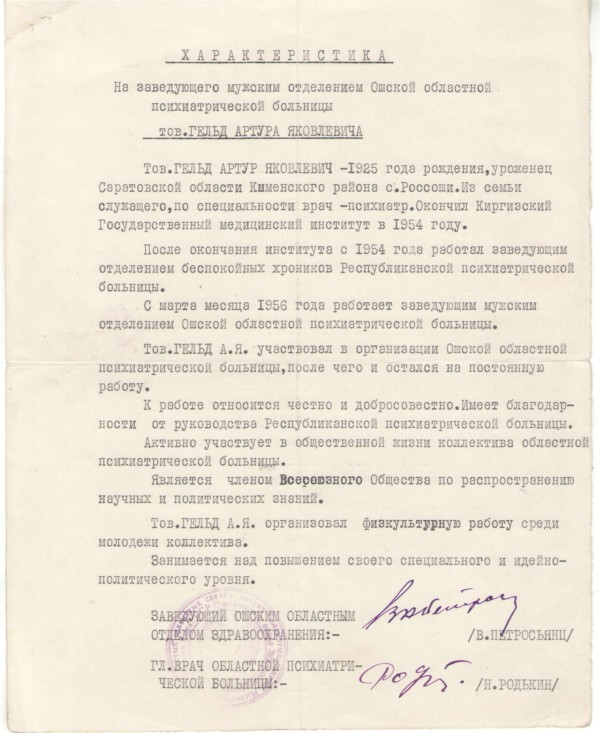 ХАРАКТЕРИСТИКА
На заведующего мужским отделением Ошской областной
психиатрической больницы
тов.ГЕЛЬД АРТУРА ЯКОВЛЕВИЧА
Тов.ГЕЛЬД АРТУР ЯКОВЛЕВИЧ -1925 года рождения,уроженец
Саратовской области Каменского района с.Россоши.Из семьи
служащего,по специальности врач -психиатр.Окончил Киргизский
Государственный медицинский институт в 1954 году.
После окончания института с 1954 года работал заведующим
отделением беспокойных хроников Республиканской психиатрической
больницы.
С марта месяца 1956 года работает заведующим мужским
отделением Ошской областной психиатрической больницы.
Тов.ГЕЛЬД А.Я. участвовал в организации Ошской областной
психиатрической больницы,после чего и остался на постоянную
работу.
К работе относится честно и добросовестно.Имеет благодар-
ности от руководства Республиканской психиатрической больницы.
Активно участвует в общественной жизни коллектива областной
психиатрической больницы.
Является членом Всесоюзного Общества по распространению
научных и политических знаний.
Тов.ГЕЛЬД А.Я. организовал физкультурную работу среди
молодежи коллектива.
Занимается над повышением своего специального и идейно-
политического уровня.
ЗАВЕДУЮЩИЙ ОШСКИМ ОБЛАСТНЫМ
ОТДЕЛОМ ЗДРАВООХРАНЕНИЯ:- /В.ПЕТРОСЬЯНЦ/
ГЛ.ВРАЧ ОБЛАСТНОЙ ПСИХИАТРИ-
ЧЕСКОЙ БОЛЬНИЦЫ:- /Н.РОДЬКИН/